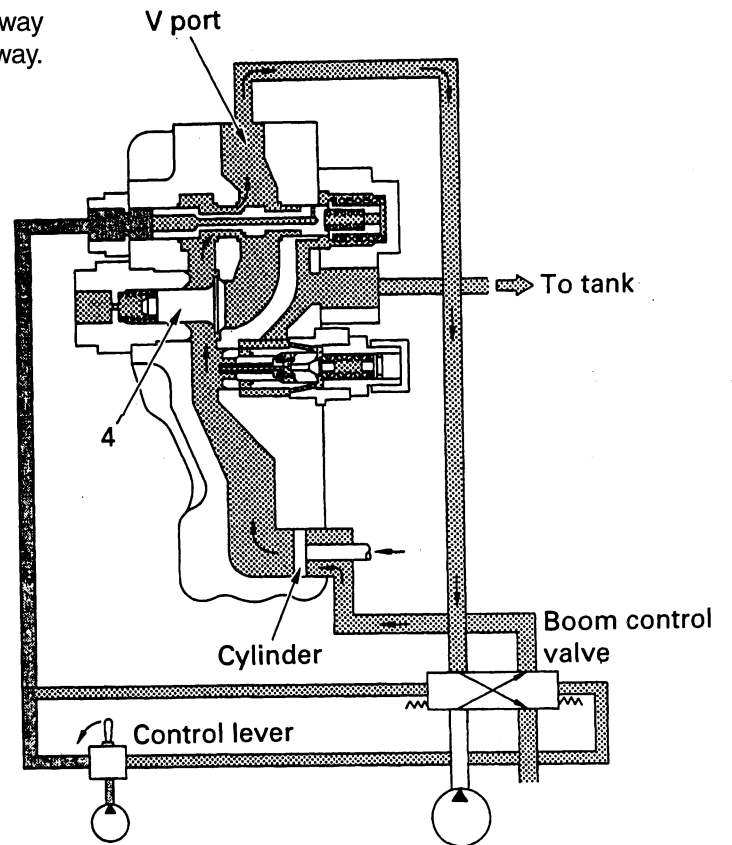 way
way.
V port
To tank
4
Cylinder
Boom control
valve
Control lever